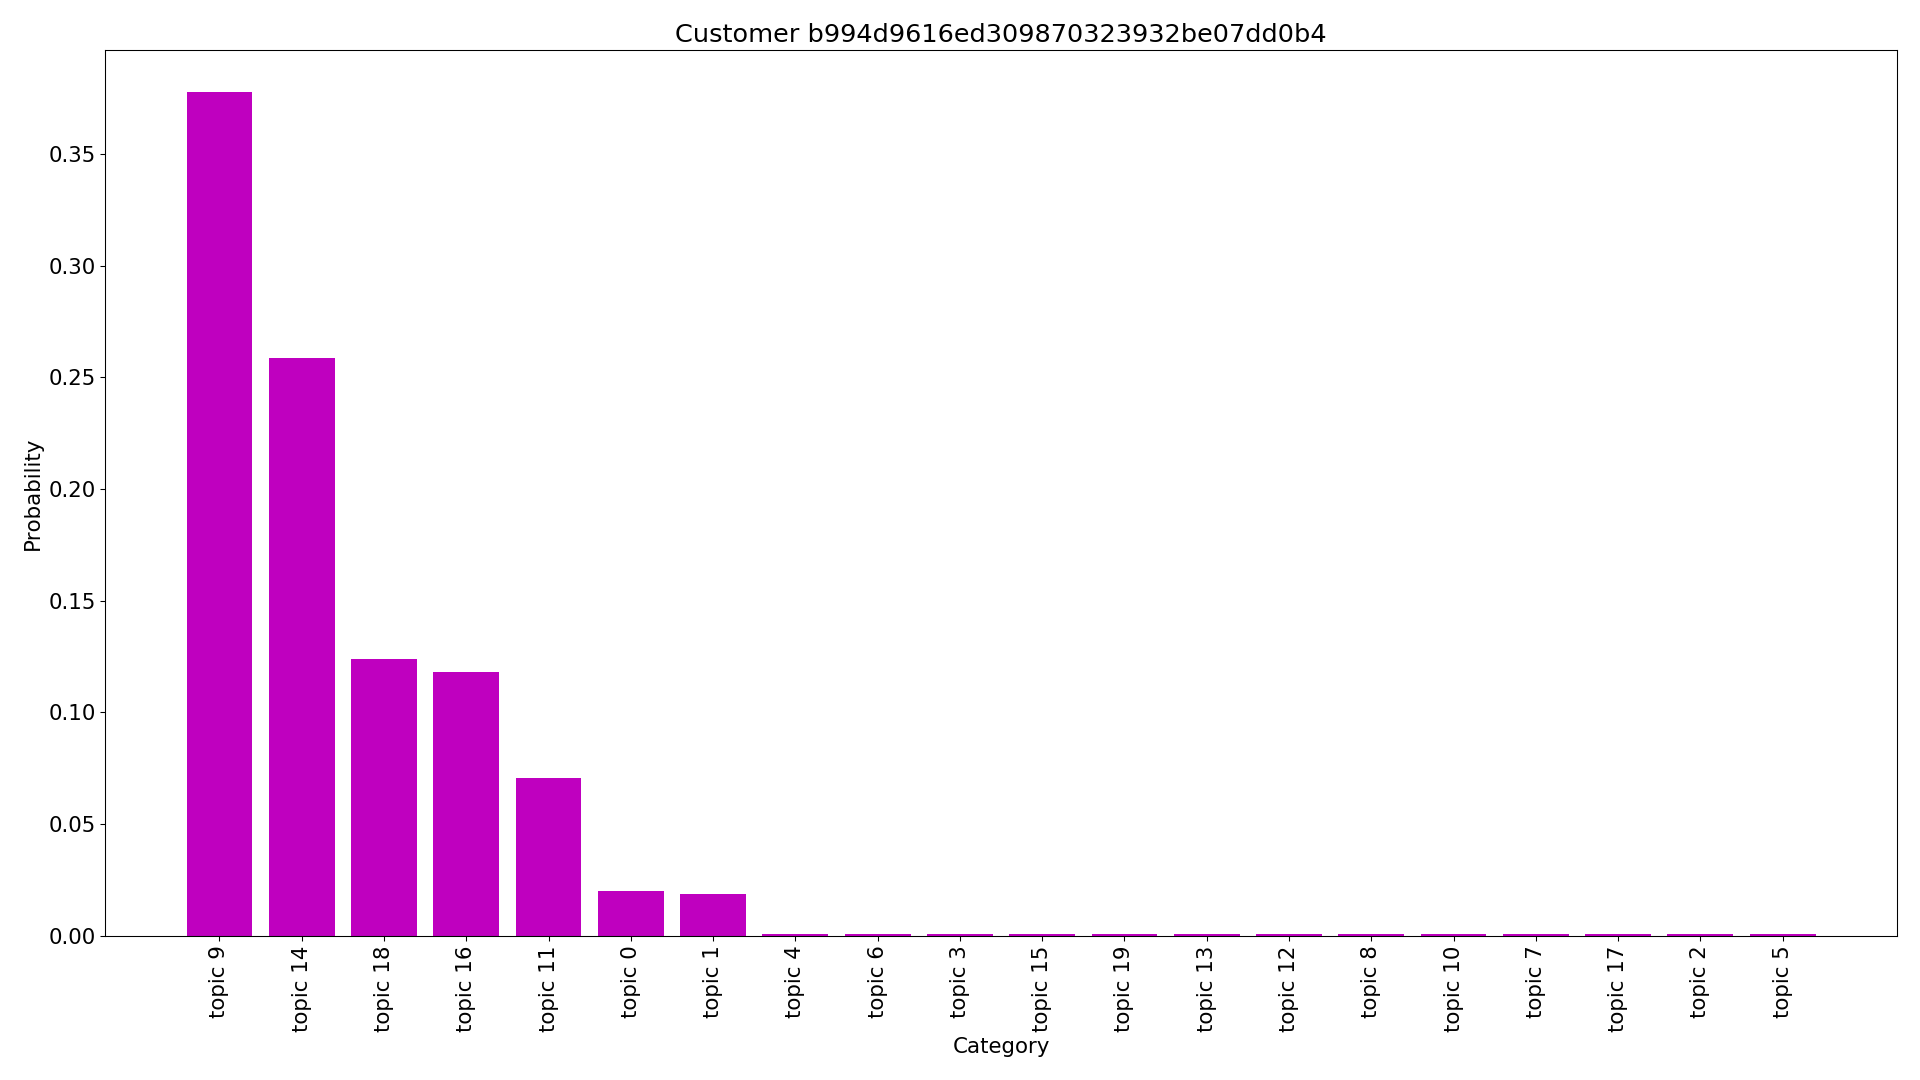 Customer b994d9616ed309870323932be07dd0b4
Probability
0.35
0.30
0.25
0.20
0.15
0.10
0.05
0.00
topic 9
topic 14
topic 18
topic 16
topic 11
topic 0
topic 1
topic 4
topic 6
topic 3
topic 15
topic 19
topic 13
topic 12
topic 8
topic 10
topic 7
topic 17
topic 2
topic 5
Category